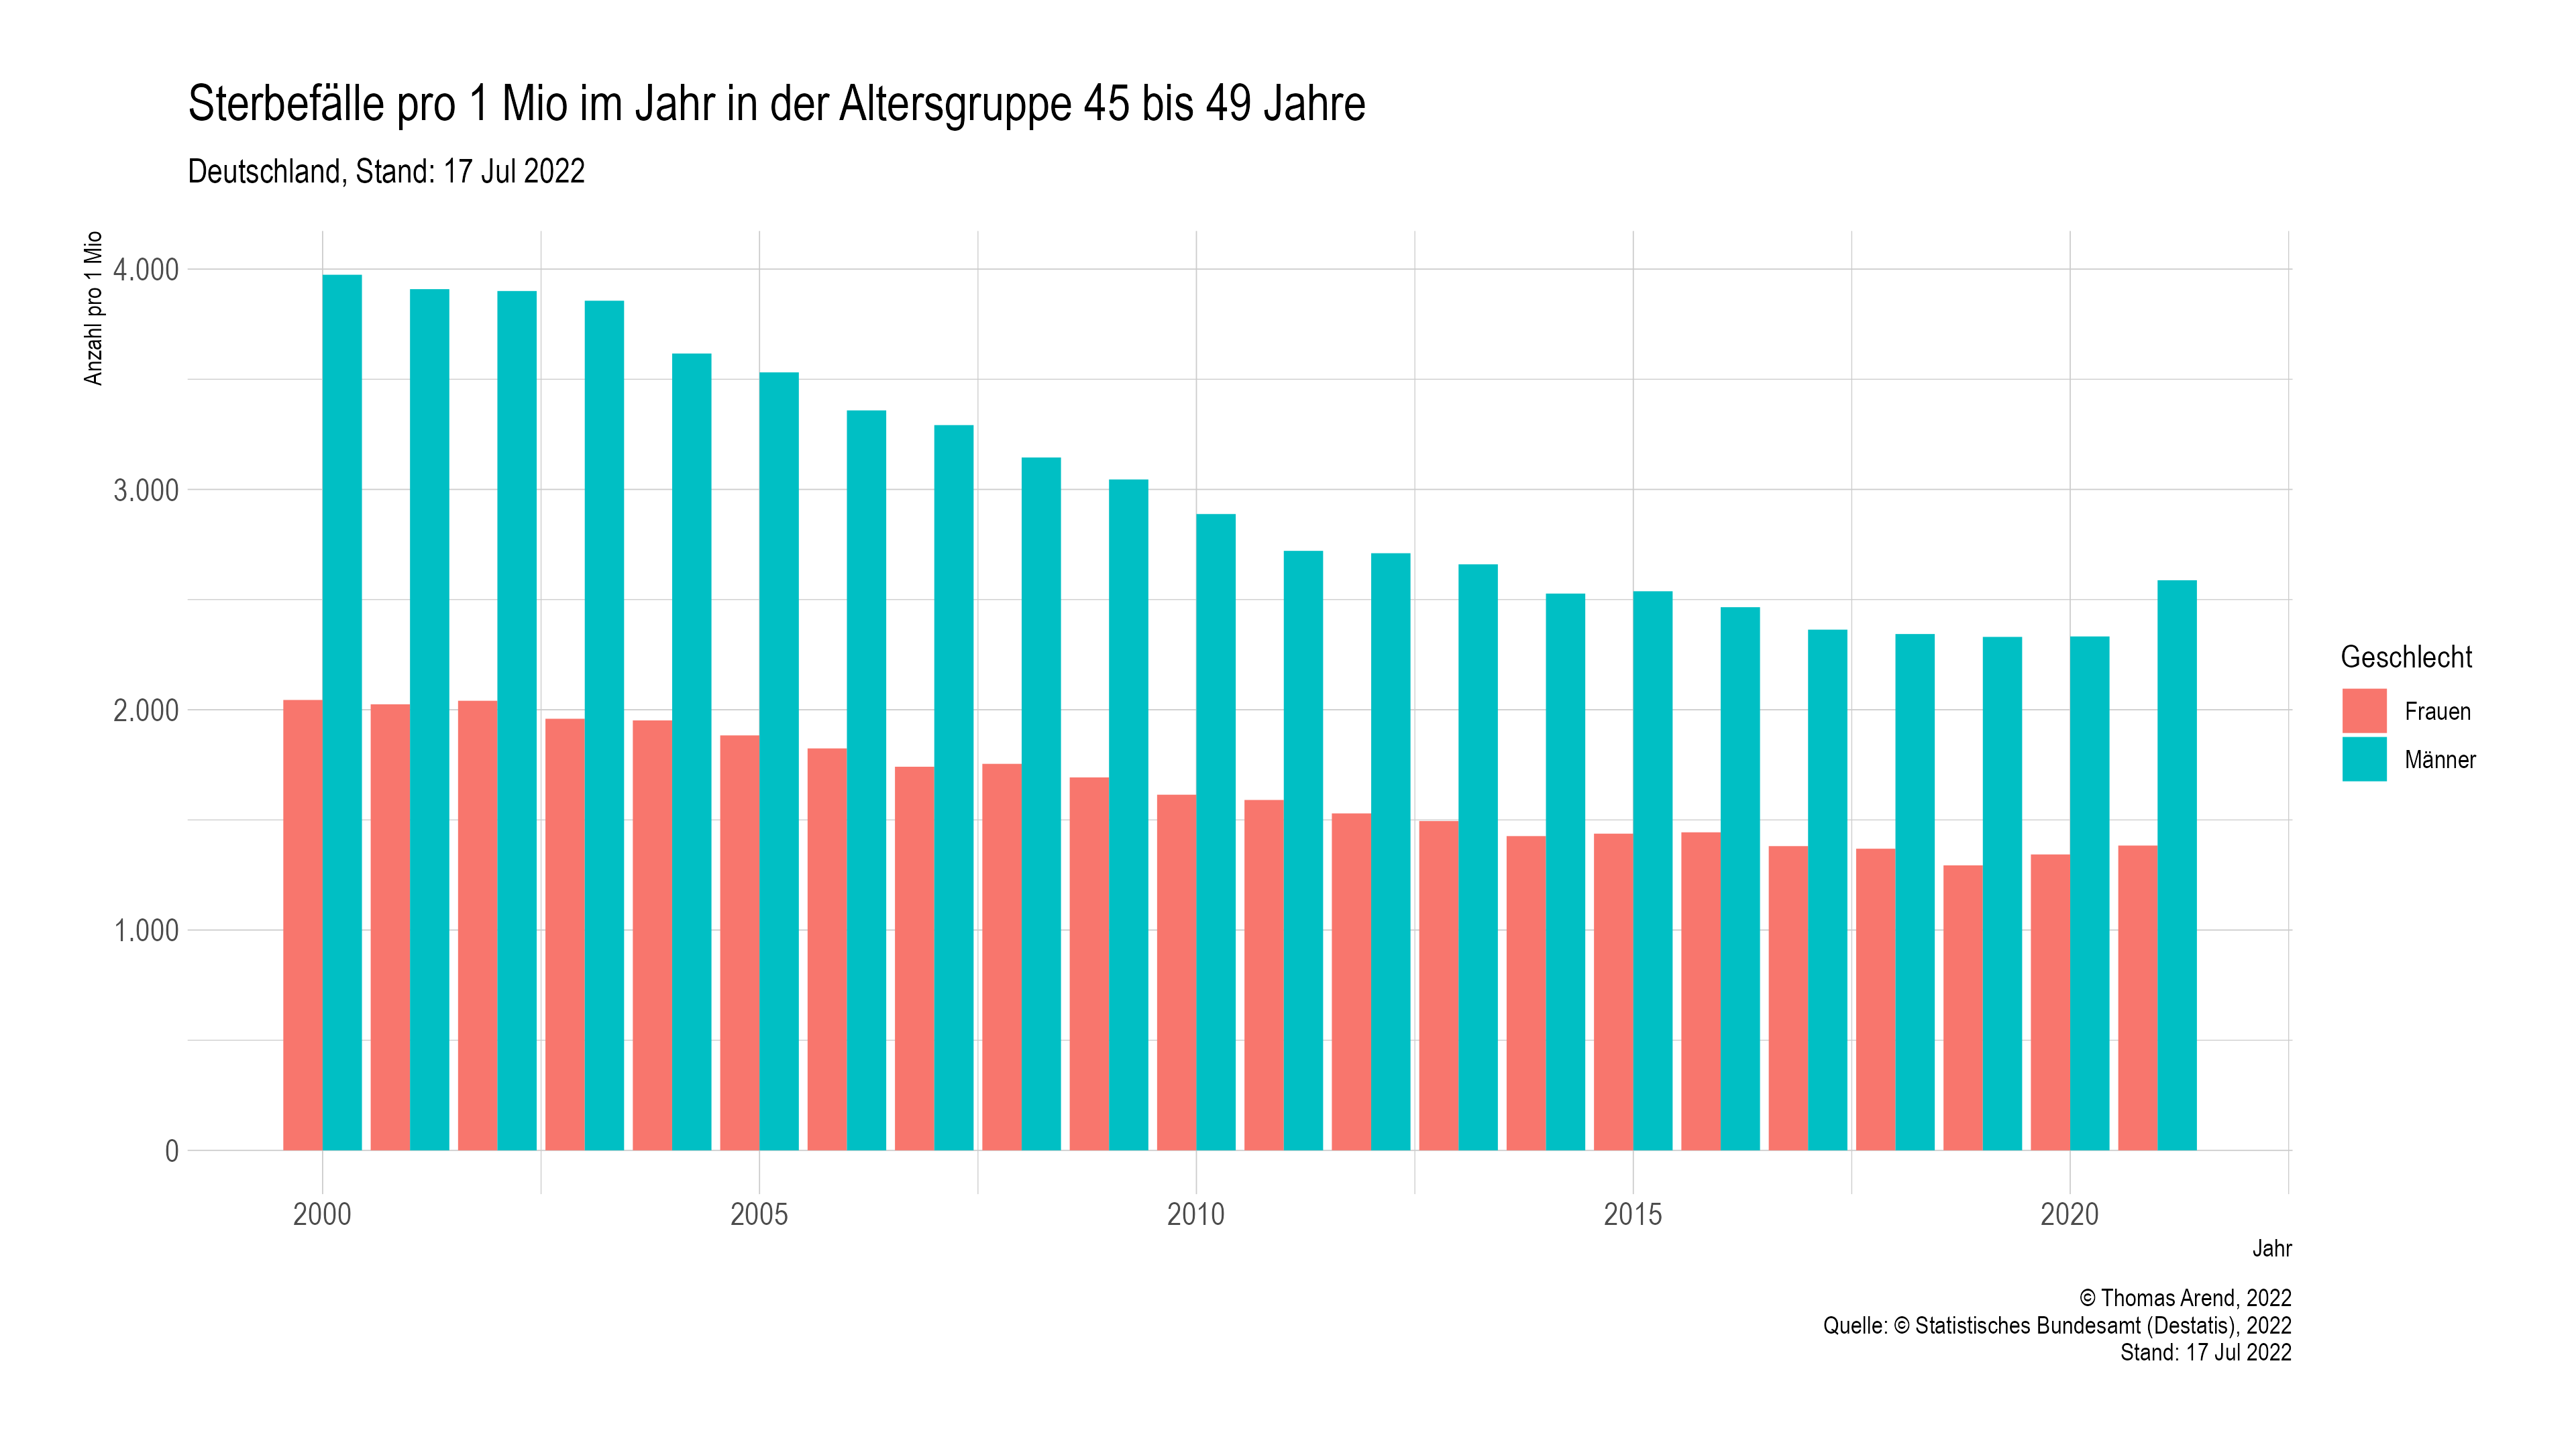 Sterbefälle pro 1 Mio im Jahr in der Altersgruppe 45 bis 49 Jahre
Deutschland, Stand: 17 Jul 2022
Anzahl pro 1 Mio
4.000
3.000
2.000
1.000
0
2000 2005 2010 2015 2020
Jahr
Geschlecht
Frauen
Männer
© Thomas Arend, 2022
Quelle: © Statistisches Bundesamt (Destatis), 2022
Stand: 17 Jul 2022